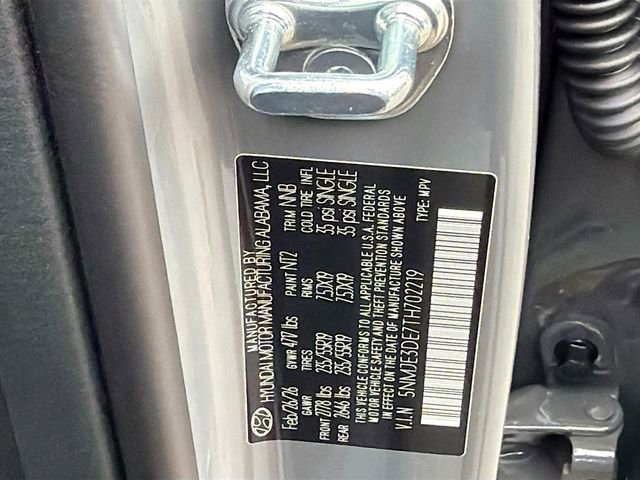 MANUFACTURED BY
HYUNDAI MOTOR MANUFACTURING ALABAMA, LLC
Feb/26/26 GVWR 4717 lbs PAINT NT2 TRIM NNB
GAWR TIRES RIMS COLD TIRE INFL
FRONT 2778 lbs 235/55R19 7.5JX19 35 psi SINGLE
REAR 2646 lbs 235/55R19 7.5JX19 35 psi SINGLE
THIS VEHICLE CONFORMS TO ALL APPLICABLE U.S.A. FEDERAL
MOTOR VEHICLE SAFETY AND THEFT PREVENTION STANDARDS
IN EFFECT ON THE DATE OF MANUFACTURE SHOWN ABOVE
V.I.N 5NMJE3DE7TH702219 TYPE: MPV